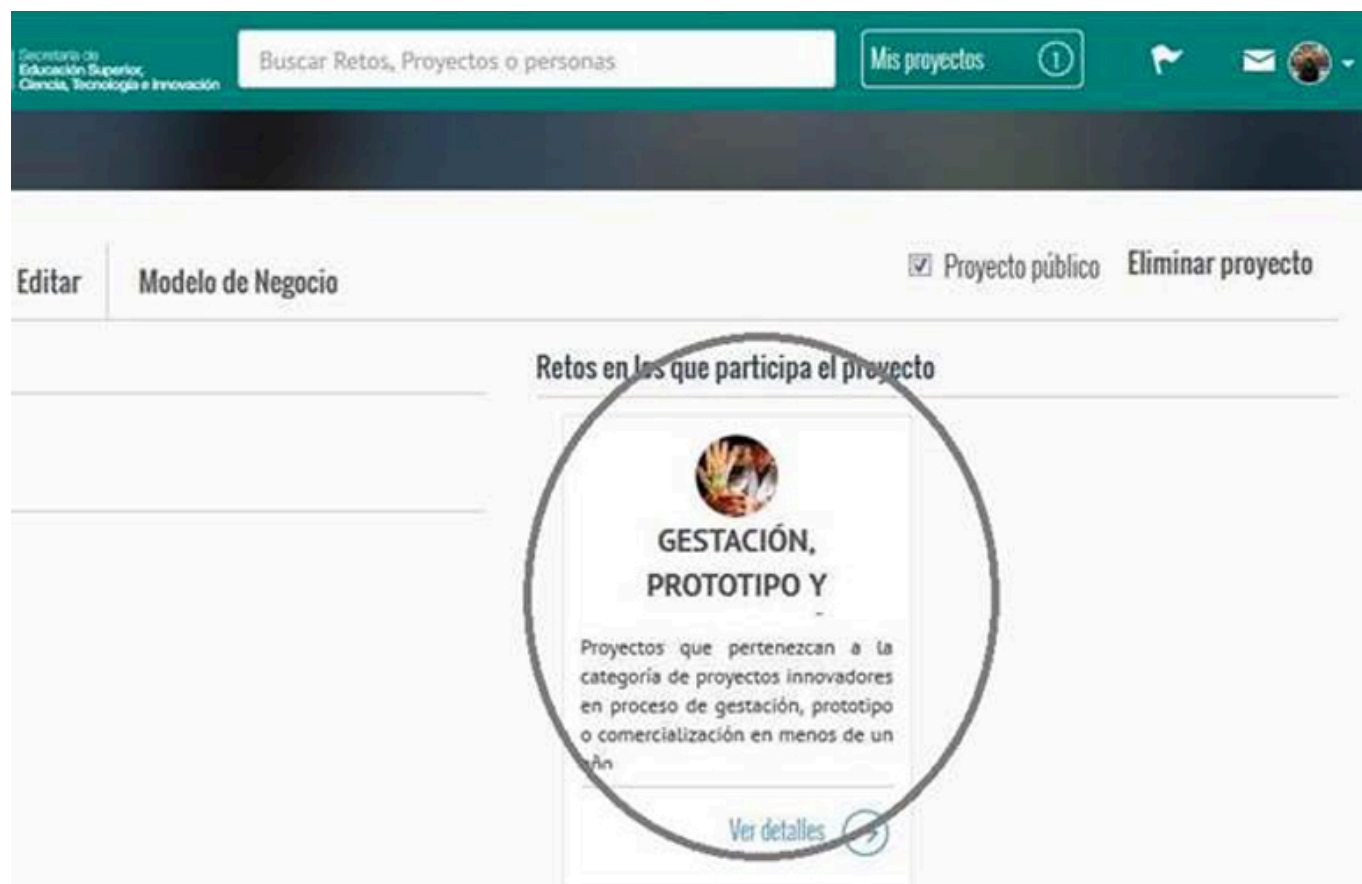 Secretaría de
Educación Superior,
Ciencia, Tecnología e Innovación
Buscar Retos, Proyectos o personas
Mis proyectos 1
Editar
Modelo de Negocio
Proyecto público
Eliminar proyecto
Retos en los que participa el proyecto
GESTACIÓN,
PROTOTIPO Y
Proyectos que pertenezcan a la
categoría de proyectos innovadores
en proceso de gestación, prototipo
o comercialización en menos de un
año
Ver detalles